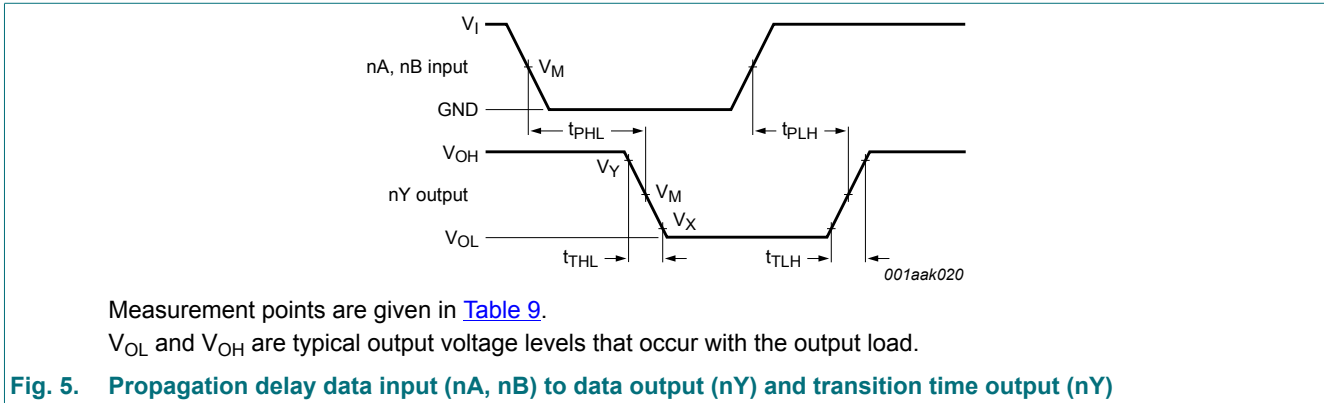 V_I
nA, nB input
V_M
GND
t_PHL
t_PLH
V_OH
V_Y
nY output
V_M
V_X
V_OL
t_THL
t_TLH
001aak020
Measurement points are given in Table 9.
V_OL and V_OH are typical output voltage levels that occur with the output load.
Fig. 5. Propagation delay data input (nA, nB) to data output (nY) and transition time output (nY)